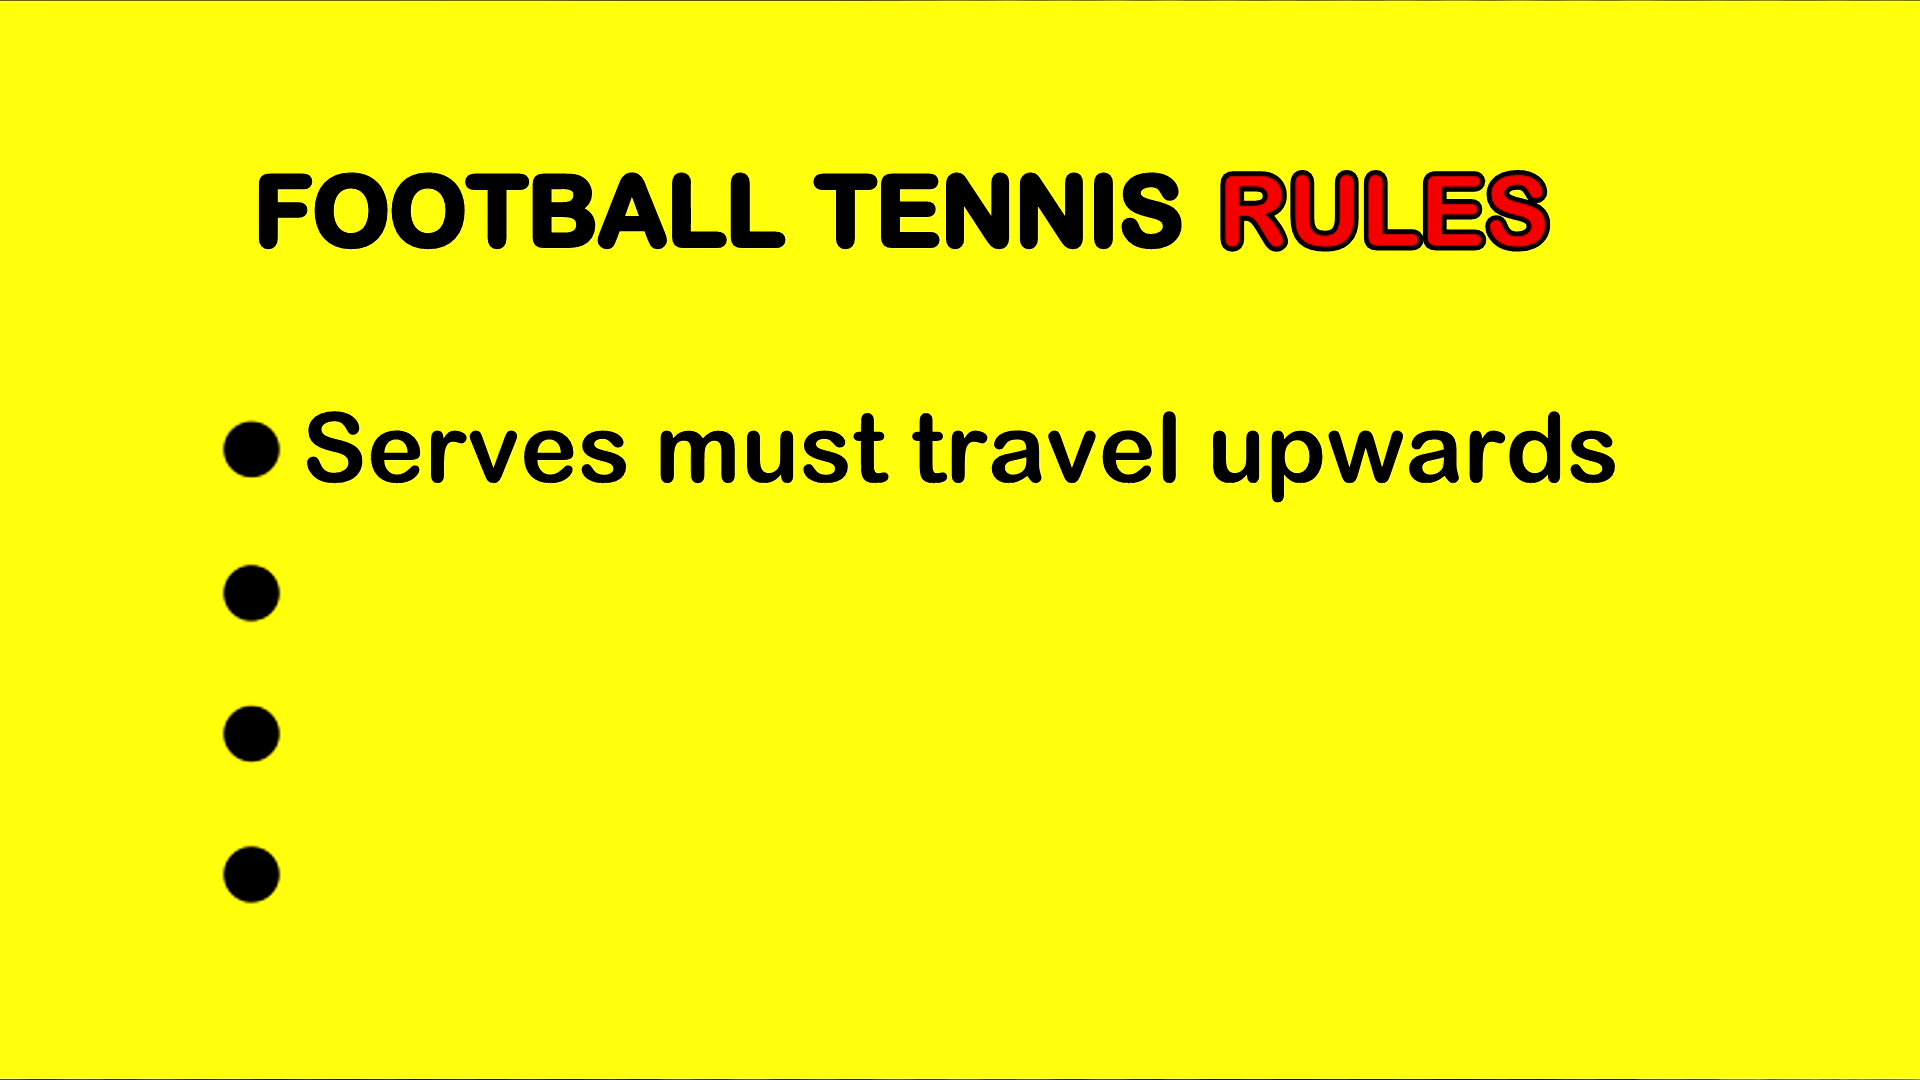 FOOTBALL TENNIS RULES
● Serves must travel upwards
●
●
●